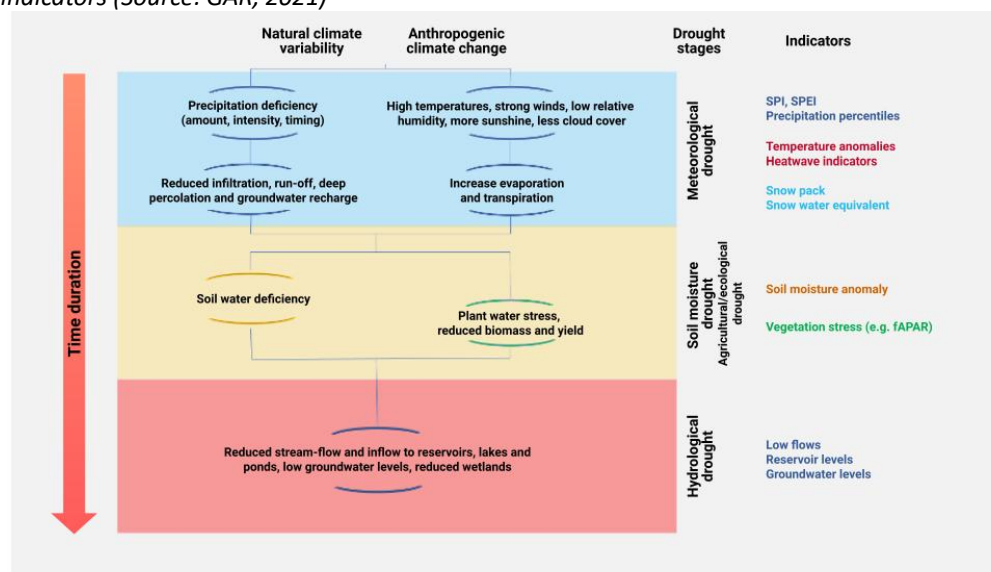 Indicators (Source: GAR, 2021)
Natural climate
variability
Anthropogenic
climate change
Drought
stages
Indicators
Time duration
Precipitation deficiency
(amount, intensity, timing)
High temperatures, strong winds, low relative
humidity, more sunshine, less cloud cover
Reduced infiltration, run-off, deep
percolation and groundwater recharge
Increase evaporation
and transpiration
Meteorological
drought
SPI, SPEI
Precipitation percentiles
Temperature anomalies
Heatwave indicators
Snow pack
Snow water equivalent
Soil water deficiency
Plant water stress,
reduced biomass and yield
Soil moisture
drought
Agricultural/ecological
drought
Soil moisture anomaly
Vegetation stress (e.g. fAPAR)
Reduced stream-flow and inflow to reservoirs, lakes and
ponds, low groundwater levels, reduced wetlands
Hydrological
drought
Low flows
Reservoir levels
Groundwater levels